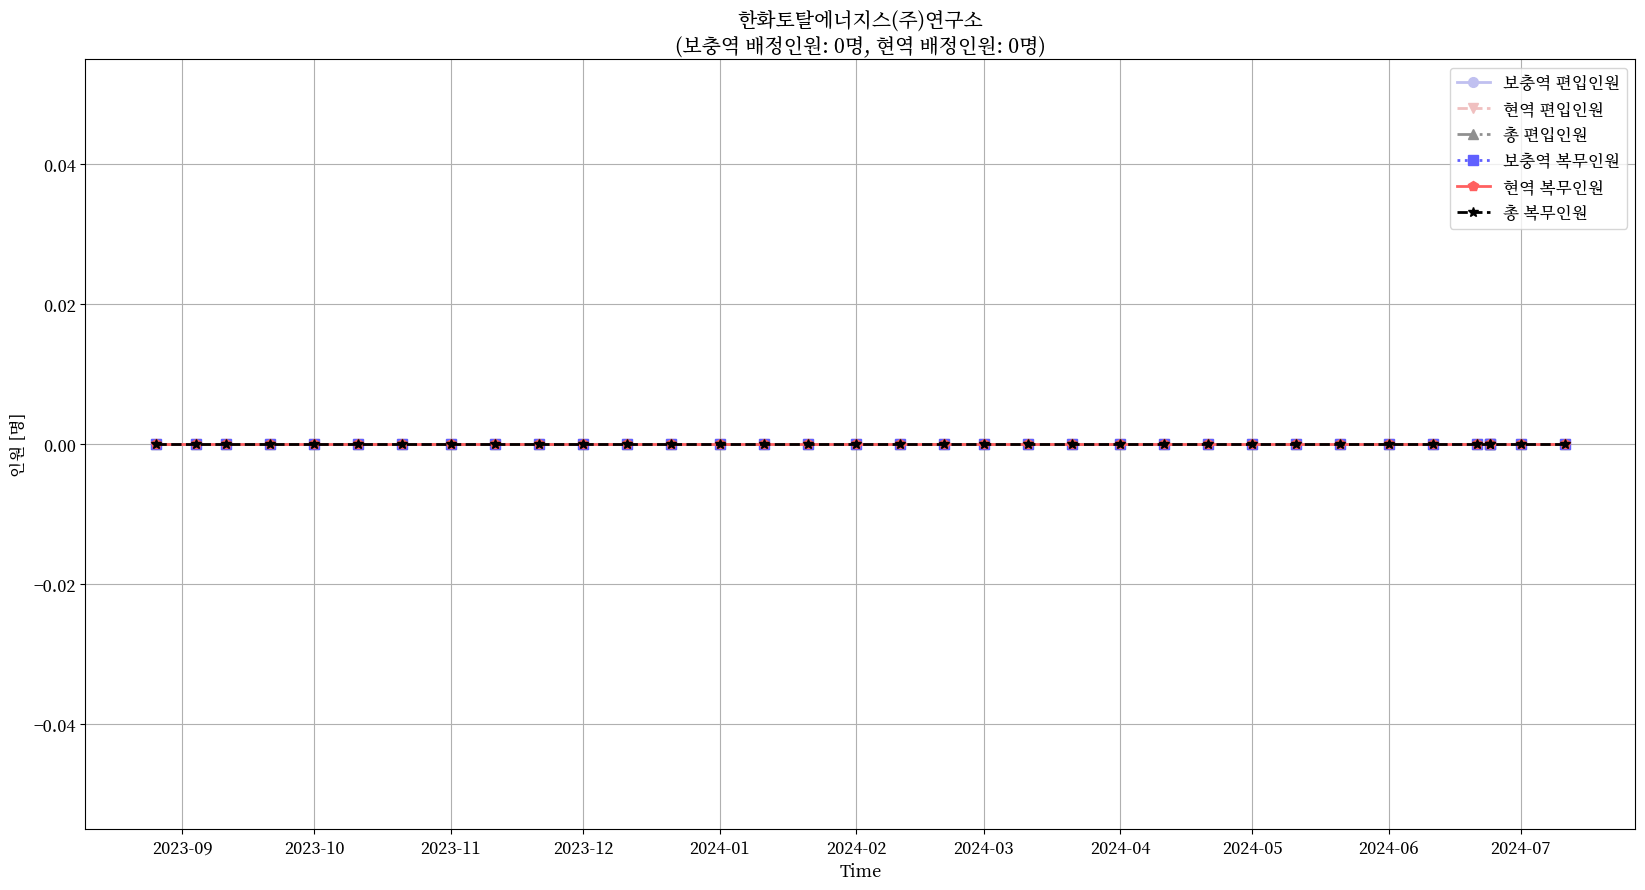 한화토탈에너지스(주)연구소
(보충역 배정인원: 0명, 현역 배정인원: 0명)
보충역 편입인원
현역 편입인원
총 편입인원
보충역 복무인원
현역 복무인원
총 복무인원
인원 [명]
0.04
0.02
0.00
−0.02
−0.04
2023-09 2023-10 2023-11 2023-12 2024-01 2024-02 2024-03 2024-04 2024-05 2024-06 2024-07
Time